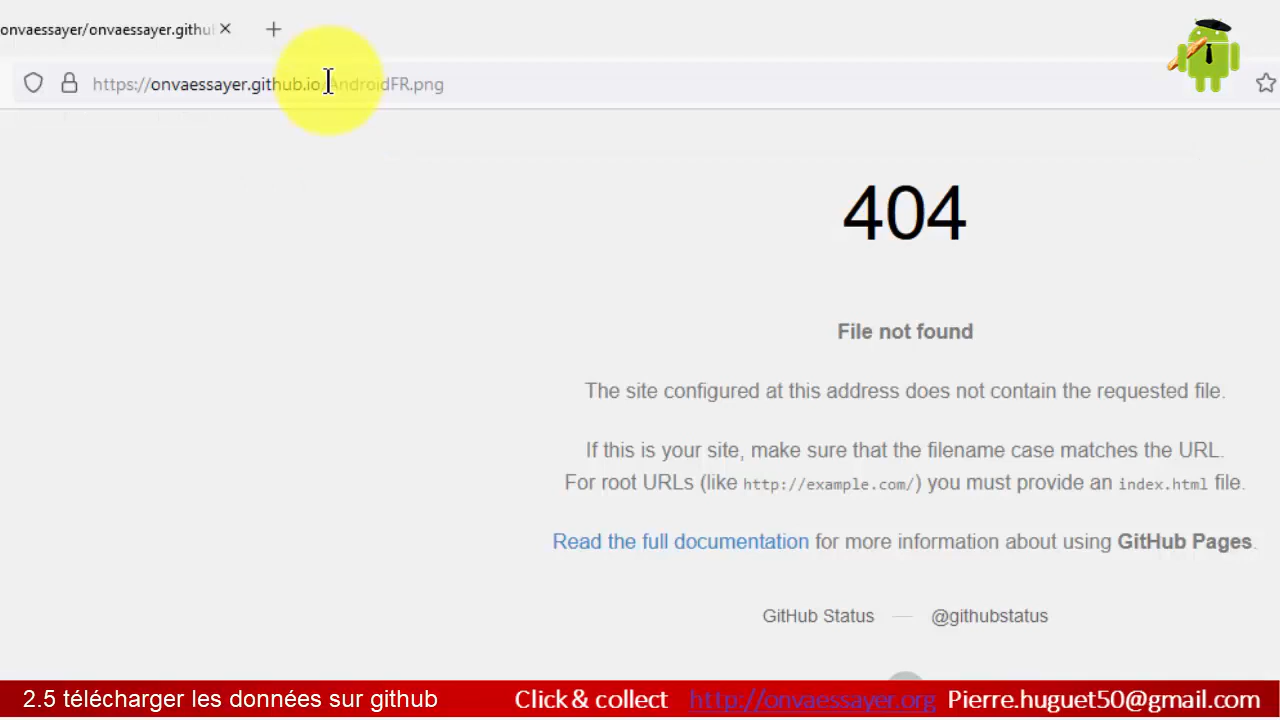 onvaessayer/onvaessayer.githu
https://onvaessayer.github.io/AndroidFR.png
404
File not found
The site configured at this address does not contain the requested file.
If this is your site, make sure that the filename case matches the URL.
For root URLs (like http://example.com/) you must provide an index.html file.
Read the full documentation for more information about using GitHub Pages.
GitHub Status — @githubstatus
2.5 télécharger les données sur github Click & collect http://onvaessayer.org Pierre.huguet50@gmail.com